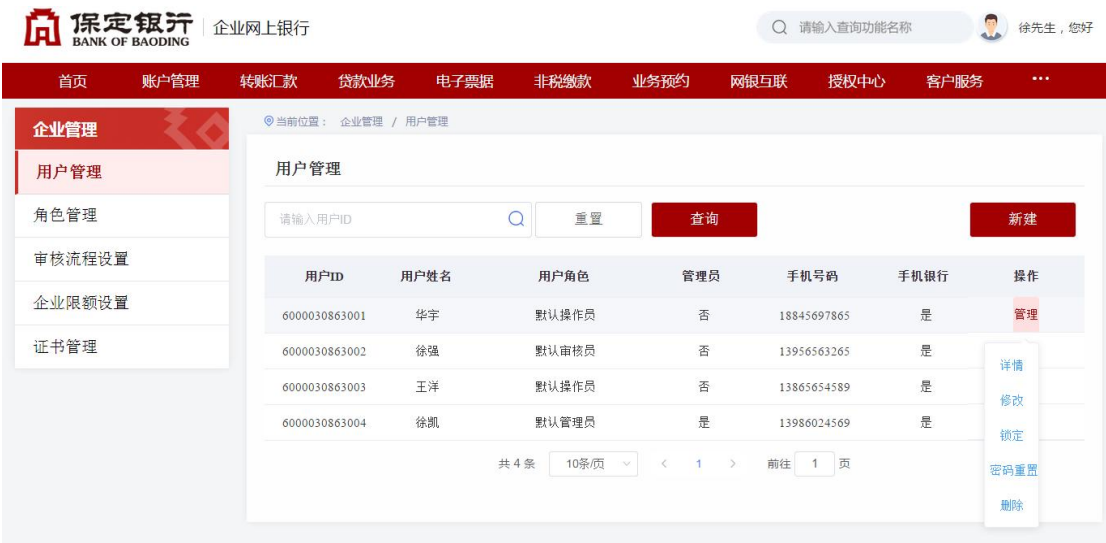 保定银行 企业网上银行 请输入查询功能名称 徐先生，您好
BANK OF BAODING
首页 账户管理 转账汇款 贷款业务 电子票据 非税缴款 业务预约 网银互联 授权中心 客户服务 ···
企业管理
用户管理
角色管理
审核流程设置
企业限额设置
证书管理
当前位置： 企业管理 / 用户管理
用户管理
请输入用户ID 重置 查询 新建
用户ID 用户姓名 用户角色 管理员 手机号码 手机银行 操作
6000030863001 华宇 默认操作员 否 18845697865 是 管理
6000030863002 徐强 默认审核员 否 13956563265 是
6000030863003 王洋 默认操作员 否 13865654589 是
6000030863004 徐凯 默认管理员 是 13986024569 是
详情
修改
锁定
密码重置
删除
共 4 条 10条/页 < 1 > 前往 1 页